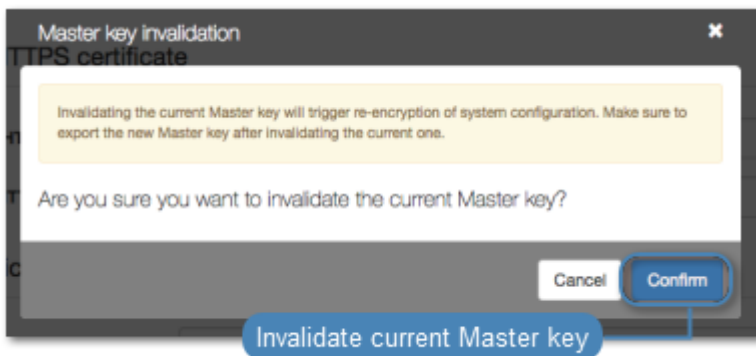 Master key invalidation
TTPS certificate
Invalidating the current Master key will trigger re-encryption of system configuration. Make sure to
export the new Master key after invalidating the current one.
Are you sure you want to invalidate the current Master key?
Cancel Confirm
Invalidate current Master key